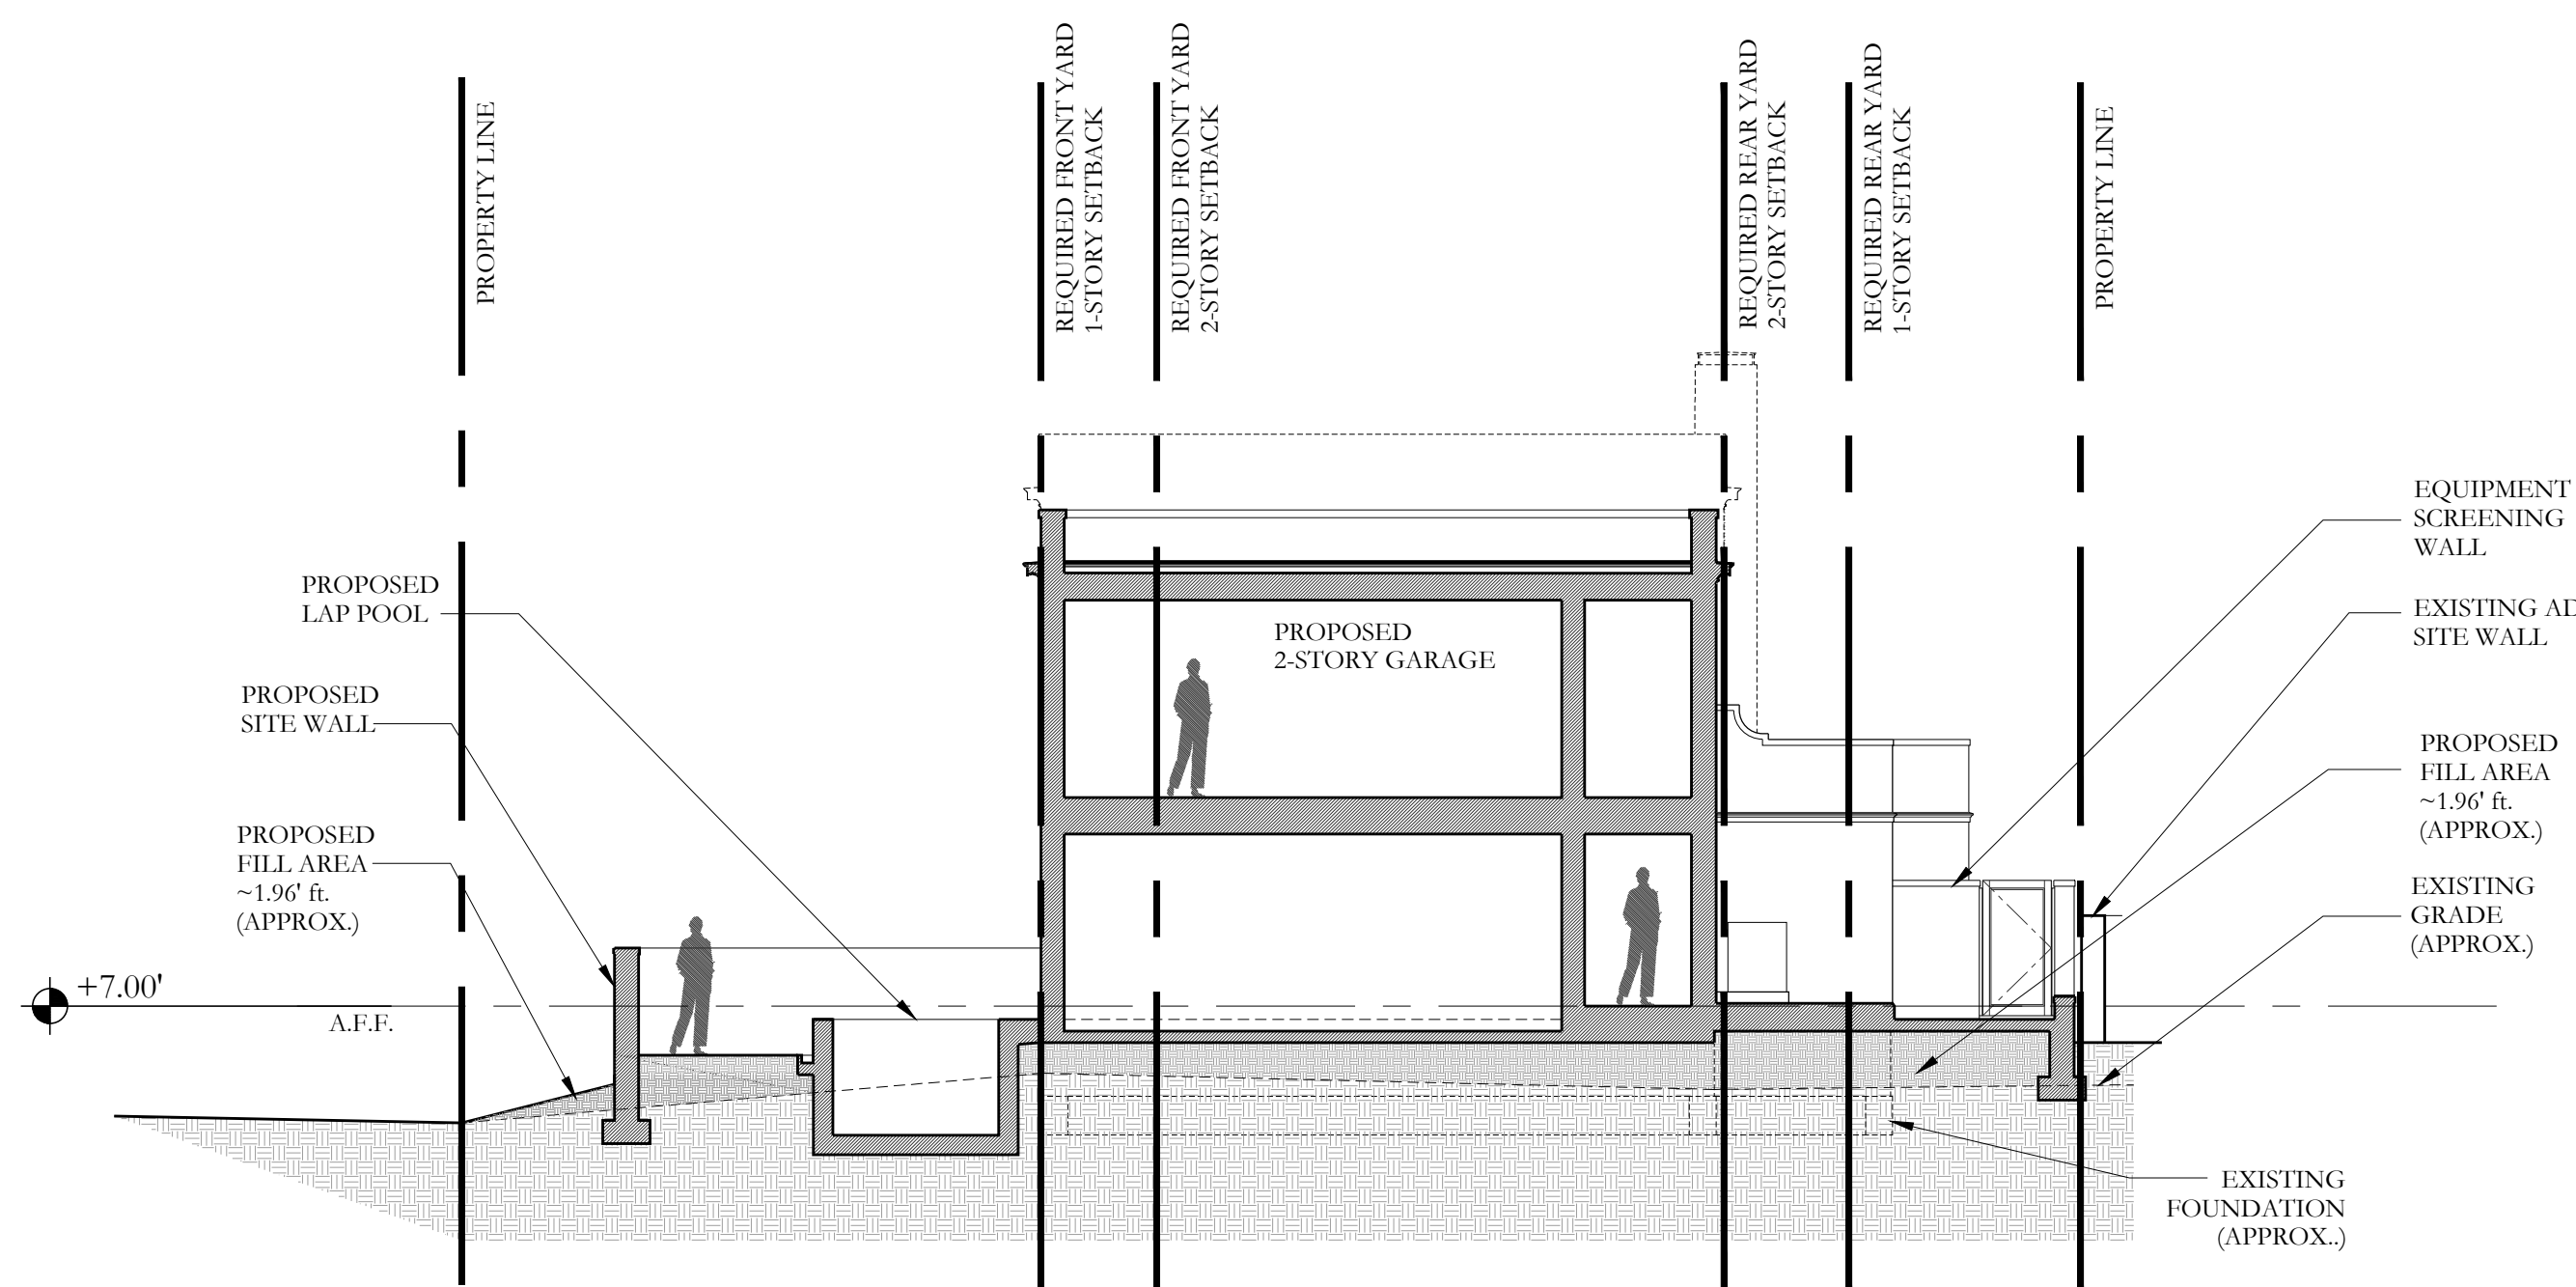 PROPERTY LINE
REQUIRED FRONT YARD
1-STORY SETBACK
REQUIRED FRONT YARD
2-STORY SETBACK
REQUIRED REAR YARD
2-STORY SETBACK
REQUIRED REAR YARD
1-STORY SETBACK
PROPERTY LINE
PROPOSED
LAP POOL
PROPOSED
SITE WALL
PROPOSED
FILL AREA
~1.96' ft.
(APPROX.)
+7.00'
A.F.F.
PROPOSED
2-STORY GARAGE
EQUIPMENT
SCREENING
WALL
EXISTING AD
SITE WALL
PROPOSED
FILL AREA
~1.96' ft.
(APPROX.)
EXISTING
GRADE
(APPROX.)
EXISTING
FOUNDATION
(APPROX..)